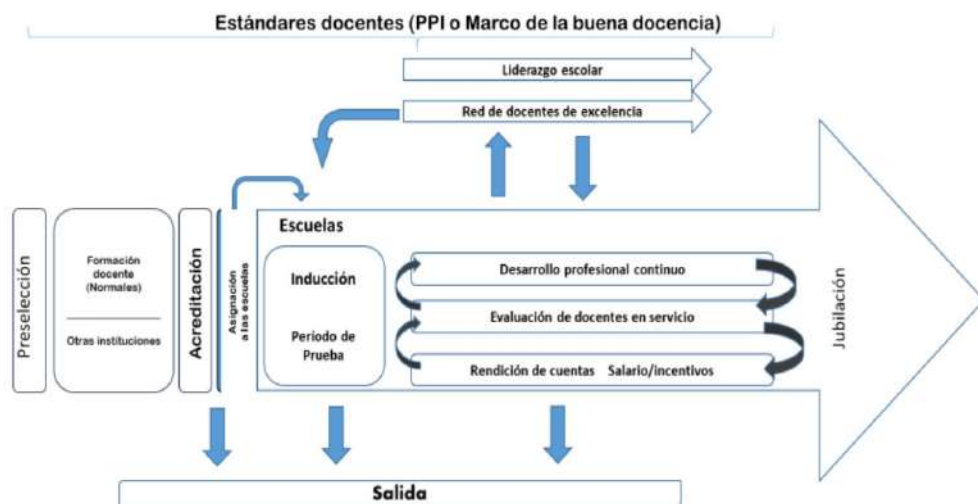 Estándares docentes (PPI o Marco de la buena docencia)
Liderazgo escolar
Red de docentes de excelencia
Preselección
Formación
docente
(Normales)
Otras instituciones
Acreditación
Asignación
a las escuelas
Escuelas
Inducción
Período de
Prueba
Desarrollo profesional continuo
Evaluación de docentes en servicio
Rendición de cuentas Salario/incentivos
Jubilación
Salida